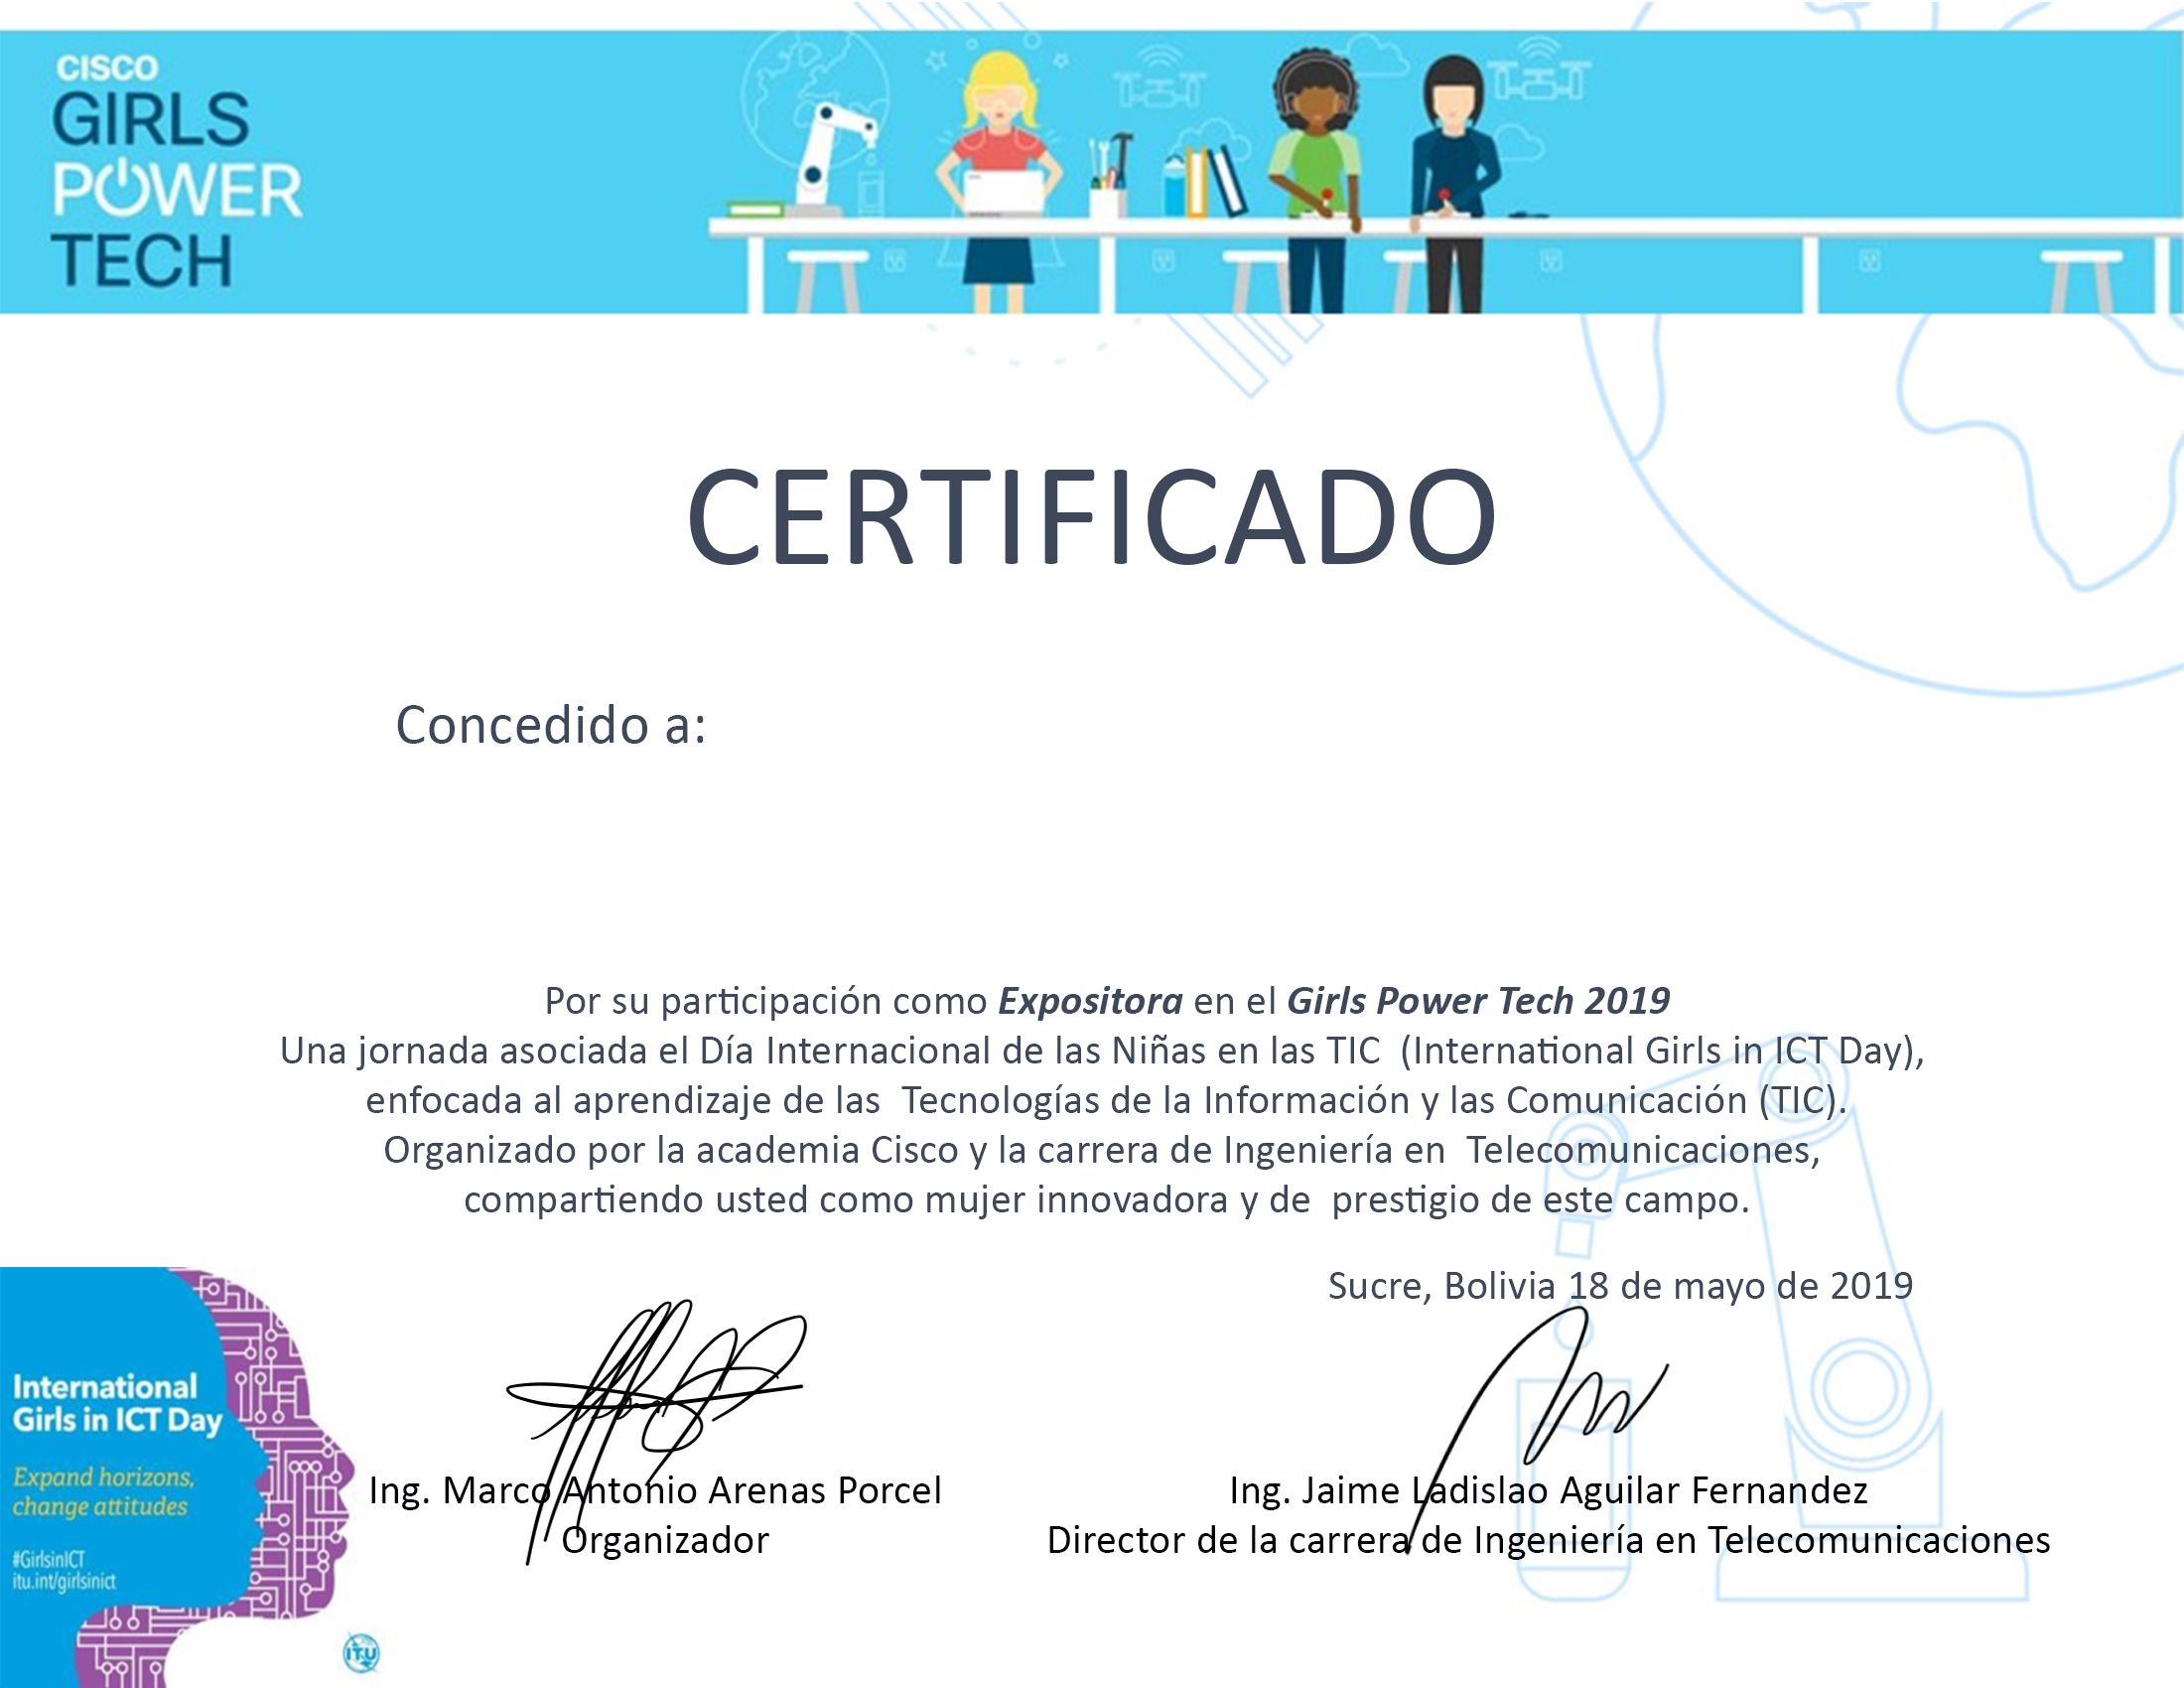 CISCO
GIRLS
POWER
TECH
CERTIFICADO
Concedido a:
Por su participación como Expositora en el Girls Power Tech 2019
Una jornada asociada el Día Internacional de las Niñas en las TIC (International Girls in ICT Day),
enfocada al aprendizaje de las Tecnologías de la Información y las Comunicación (TIC).
Organizado por la academia Cisco y la carrera de Ingeniería en Telecomunicaciones,
compartiendo usted como mujer innovadora y de prestigio de este campo.
Sucre, Bolivia 18 de mayo de 2019
International
Girls in ICT Day
Expand horizons,
change attitudes
#GirlsinICT
itu.int/girlsinict
ITU
Ing. Marco Antonio Arenas Porcel
Organizador
Ing. Jaime Ladislao Aguilar Fernandez
Director de la carrera de Ingeniería en Telecomunicaciones